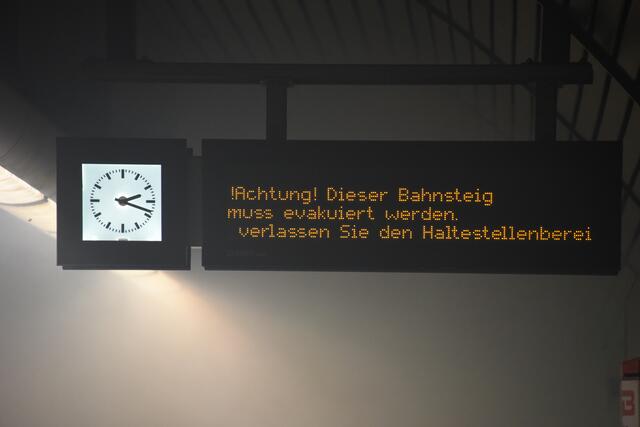 !Achtung! Dieser Bahnsteig
muss evakuiert werden.
verlassen Sie den Haltestellenberei